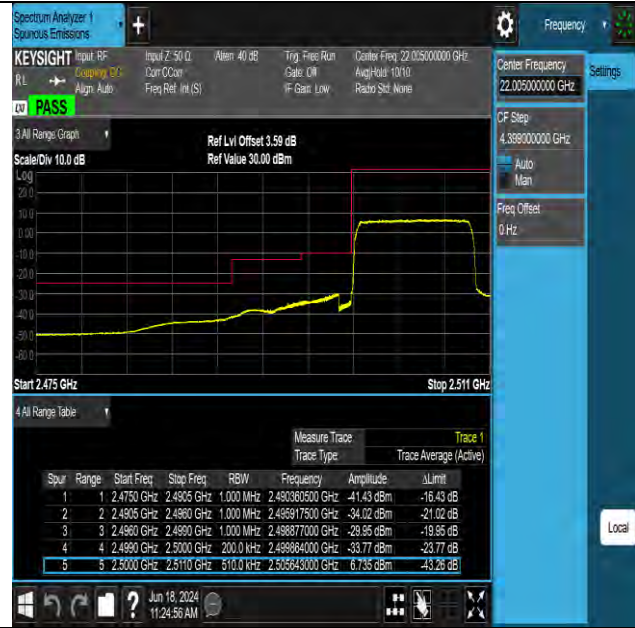 Spectrum Analyzer 1
Spurious Emissions
Frequency
KEYSIGHT Input: RF Input Z: 50 Ω Atten: 40 dB Trig: Free Run Center Freq: 22.005000000 GHz
RL Coupling: DC Corr CCorr Gate: Off Avg|Hold: 10/10
Align: Auto Freq Ref: Int (S) IF Gain: Low Radio Std: None
LXI PASS
Center Frequency
22.005000000 GHz
Settings
CF Step
4.399000000 GHz
Auto
Man
Freq Offset
0 Hz
3 All Range Graph
Ref Lvl Offset 3.59 dB
Scale/Div 10.0 dB Ref Value 30.00 dBm
Log
20.0
10.0
0.00
-10.0
-20.0
-30.0
-40.0
-50.0
-60.0
Start 2.475 GHz Stop 2.511 GHz
4 All Range Table
Measure Trace Trace 1
Trace Type Trace Average (Active)
Spur Range Start Freq Stop Freq RBW Frequency Amplitude ΔLimit
1 1 2.4750 GHz 2.4905 GHz 1.000 MHz 2.490360500 GHz -41.43 dBm -16.43 dB
2 2 2.4905 GHz 2.4960 GHz 1.000 MHz 2.495917500 GHz -34.02 dBm -21.02 dB
3 3 2.4960 GHz 2.4990 GHz 1.000 MHz 2.498877000 GHz -29.95 dBm -19.95 dB
4 4 2.4990 GHz 2.5000 GHz 200.0 kHz 2.499864000 GHz -33.77 dBm -23.77 dB
5 5 2.5000 GHz 2.5110 GHz 510.0 kHz 2.505643000 GHz 6.735 dBm -43.26 dB
Local
Jun 18, 2024
11:24:56 AM